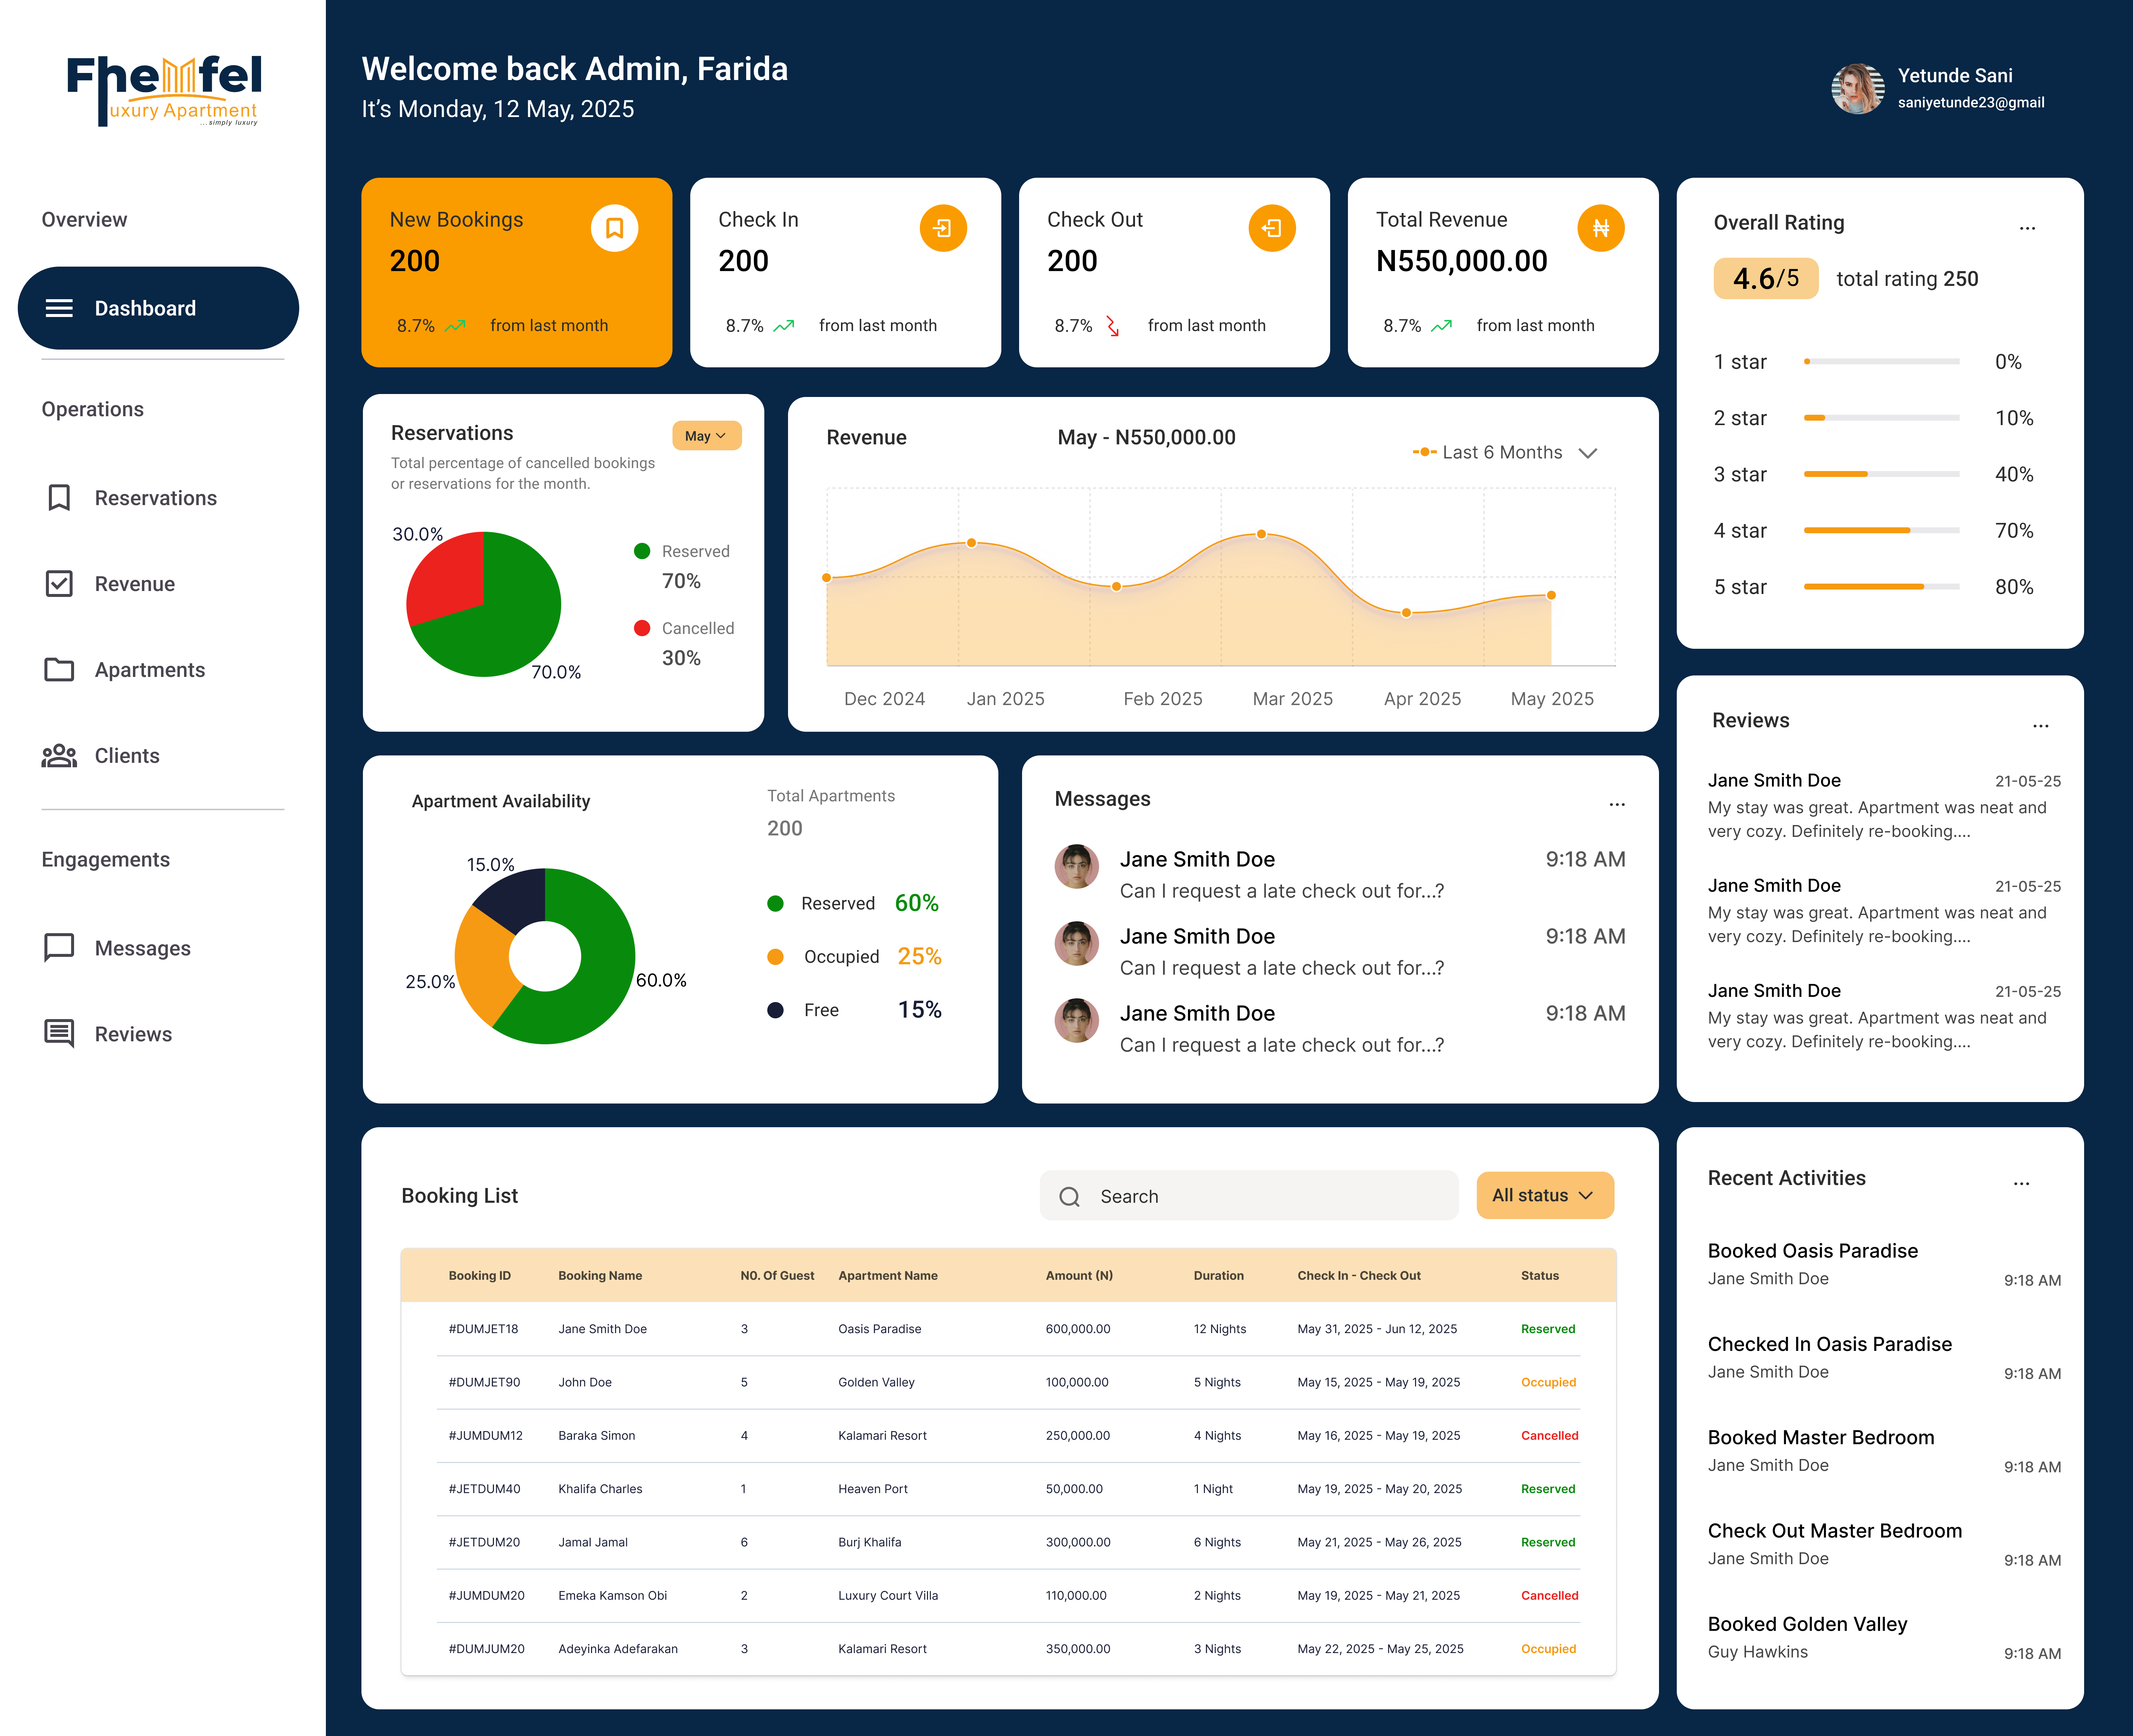 Fhemfel
Luxury Apartment
...simply luxury
Overview
Dashboard
Operations
Reservations
Revenue
Apartments
Clients
Engagements
Messages
Reviews
Welcome back Admin, Farida
It's Monday, 12 May, 2025
Yetunde Sani
saniyetunde23@gmail
New Bookings
200
8.7% from last month
Check In
200
8.7% from last month
Check Out
200
8.7% from last month
Total Revenue
N550,000.00
8.7% from last month
Overall Rating ...
4.6/5 total rating 250
1 star 0%
2 star 10%
3 star 40%
4 star 70%
5 star 80%
Reservations
May
Total percentage of cancelled bookings
or reservations for the month.
30.0%
70.0%
Reserved
70%
Cancelled
30%
Revenue
May - N550,000.00
Last 6 Months
Dec 2024 Jan 2025 Feb 2025 Mar 2025 Apr 2025 May 2025
Reviews ...
Jane Smith Doe 21-05-25
My stay was great. Apartment was neat and
very cozy. Definitely re-booking....
Jane Smith Doe 21-05-25
My stay was great. Apartment was neat and
very cozy. Definitely re-booking....
Jane Smith Doe 21-05-25
My stay was great. Apartment was neat and
very cozy. Definitely re-booking....
Apartment Availability
Total Apartments
200
15.0%
25.0%
60.0%
Reserved 60%
Occupied 25%
Free 15%
Messages ...
Jane Smith Doe 9:18 AM
Can I request a late check out for...?
Jane Smith Doe 9:18 AM
Can I request a late check out for...?
Jane Smith Doe 9:18 AM
Can I request a late check out for...?
Booking List
Search
All status
Booking ID Booking Name N0. Of Guest Apartment Name Amount (N) Duration Check In - Check Out Status
#DUMJET18 Jane Smith Doe 3 Oasis Paradise 600,000.00 12 Nights May 31, 2025 - Jun 12, 2025 Reserved
#DUMJET90 John Doe 5 Golden Valley 100,000.00 5 Nights May 15, 2025 - May 19, 2025 Occupied
#JUMDUM12 Baraka Simon 4 Kalamari Resort 250,000.00 4 Nights May 16, 2025 - May 19, 2025 Cancelled
#JETDUM40 Khalifa Charles 1 Heaven Port 50,000.00 1 Night May 19, 2025 - May 20, 2025 Reserved
#JETDUM20 Jamal Jamal 6 Burj Khalifa 300,000.00 6 Nights May 21, 2025 - May 26, 2025 Reserved
#JUMDUM20 Emeka Kamson Obi 2 Luxury Court Villa 110,000.00 2 Nights May 19, 2025 - May 21, 2025 Cancelled
#DUMJUM20 Adeyinka Adefarakan 3 Kalamari Resort 350,000.00 3 Nights May 22, 2025 - May 25, 2025 Occupied
Recent Activities ...
Booked Oasis Paradise
Jane Smith Doe 9:18 AM
Checked In Oasis Paradise
Jane Smith Doe 9:18 AM
Booked Master Bedroom
Jane Smith Doe 9:18 AM
Check Out Master Bedroom
Jane Smith Doe 9:18 AM
Booked Golden Valley
Guy Hawkins 9:18 AM